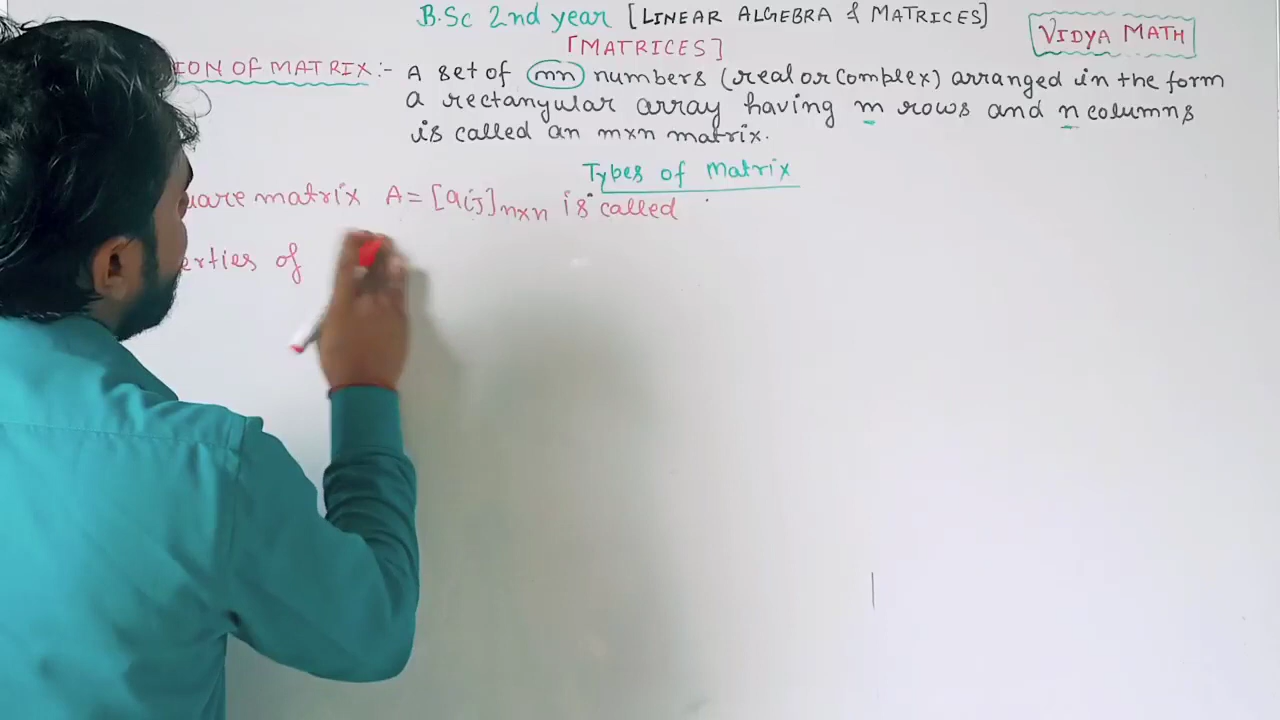 B.Sc 2nd year [LINEAR ALGEBRA & MATRICES]
VIDYA MATH
[MATRICES]
ION OF MATRIX :- A set of mn numbers (real or complex) arranged in the form
a rectangular array having m rows and n columns
is called an m×n matrix.
Types of Matrix
uare matrix A = [aij]n×n is called
erties of